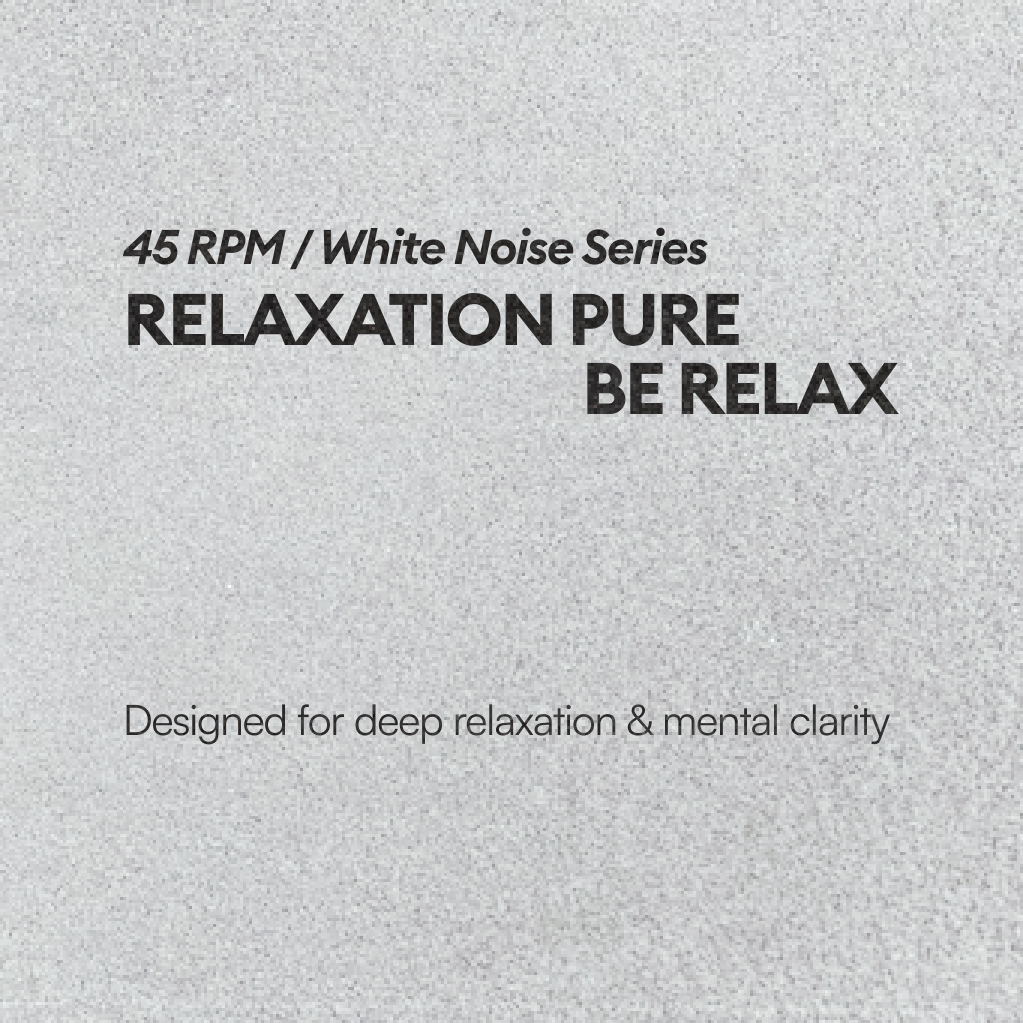 45 RPM / White Noise Series
RELAXATION PURE
BE RELAX
Designed for deep relaxation & mental clarity